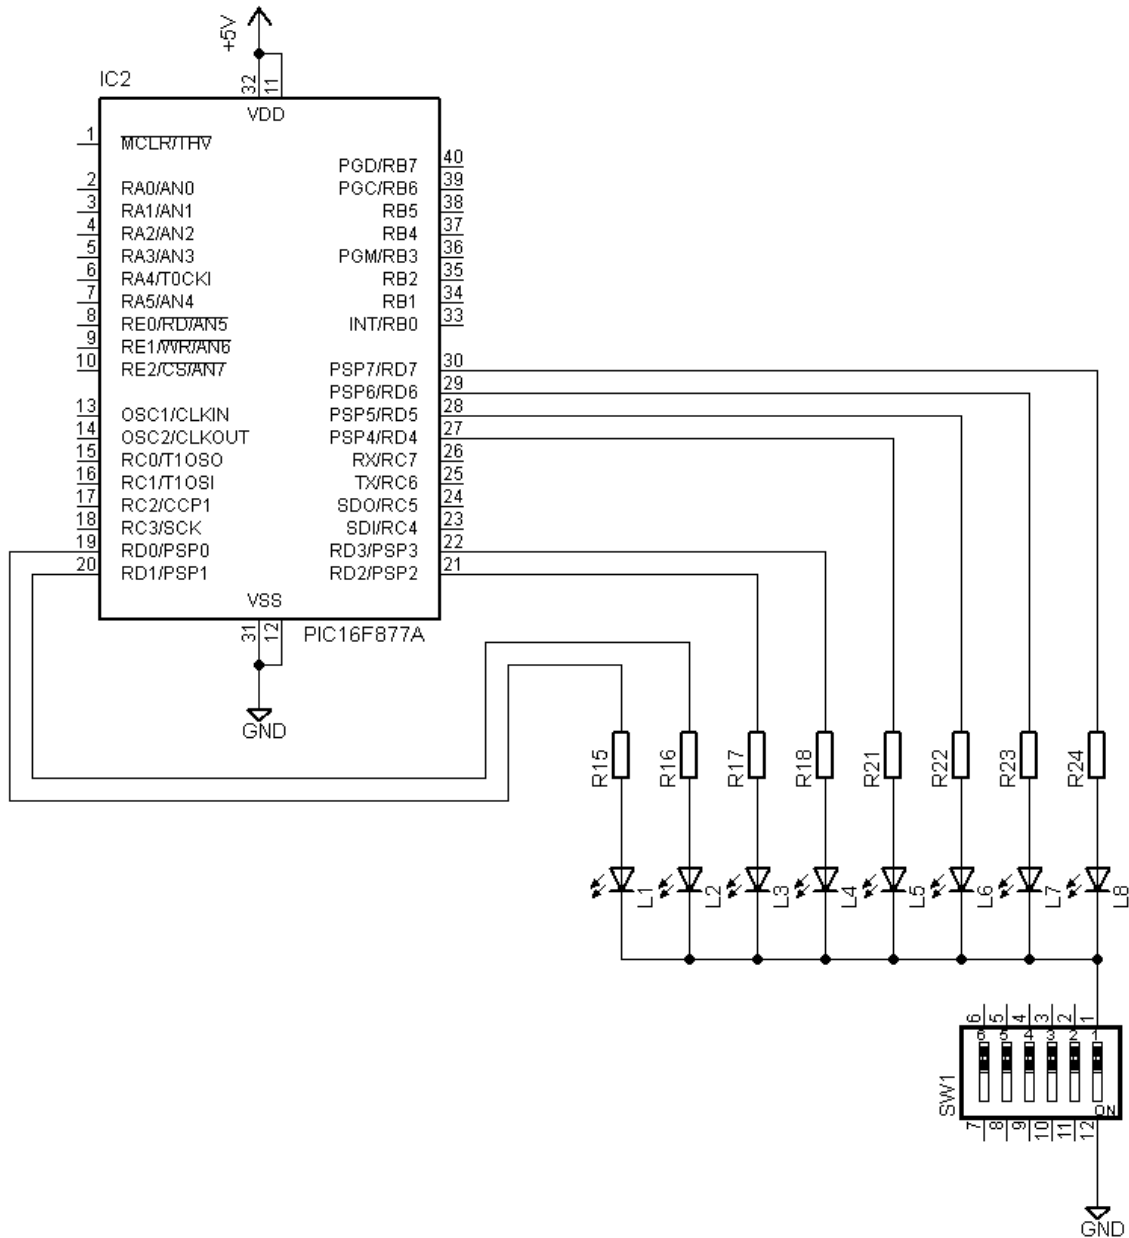 +5V
IC2
32 11
VDD
1 MCLR/THV
PGD/RB7 40
2 RA0/AN0 PGC/RB6 39
3 RA1/AN1 RB5 38
4 RA2/AN2 RB4 37
5 RA3/AN3 PGM/RB3 36
6 RA4/T0CKI RB2 35
7 RA5/AN4 RB1 34
8 RE0/RD/AN5 INT/RB0 33
9 RE1/WR/AN6
10 RE2/CS/AN7 PSP7/RD7 30
PSP6/RD6 29
13 OSC1/CLKIN PSP5/RD5 28
14 OSC2/CLKOUT PSP4/RD4 27
15 RC0/T1OSO RX/RC7 26
16 RC1/T1OSI TX/RC6 25
17 RC2/CCP1 SDO/RC5 24
18 RC3/SCK SDI/RC4 23
19 RD0/PSP0 RD3/PSP3 22
20 RD1/PSP1 RD2/PSP2 21
VSS
31 12 PIC16F877A
GND
R15 R16 R17 R18 R21 R22 R23 R24
L1 L2 L3 L4 L5 L6 L7 L8
6 5 4 3 2 1
6 5 4 3 2 1
SW1
ON
7 8 9 10 11 12
GND